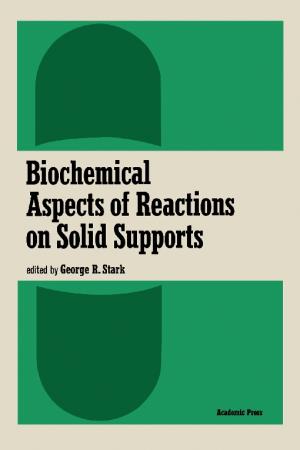 Biochemical
Aspects of Reactions
on Solid Supports
edited by George R. Stark
Academic Press